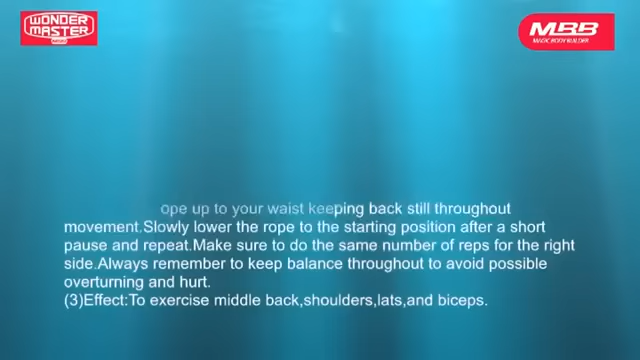 WONDER
MASTER
MBB
MAGIC BODY BUILDER
ope up to your waist keeping back still throughout
movement.Slowly lower the rope to the starting position after a short
pause and repeat.Make sure to do the same number of reps for the right
side.Always remember to keep balance throughout to avoid possible
overturning and hurt.
(3)Effect:To exercise middle back,shoulders,lats,and biceps.